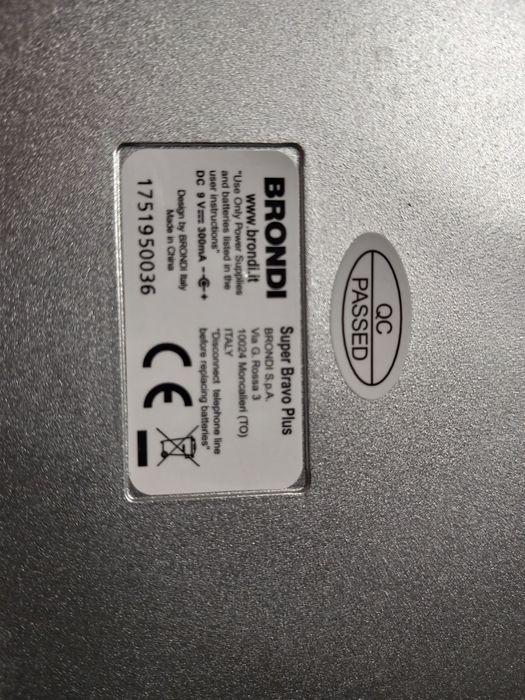 BRONDI
www.brondi.it
"Use Only Power Supplies
and batteries listed in the
user instructions"
DC 9 V 300mA - +
Design by BRONDI Italy
Made in China
1751950036
Super Bravo Plus
BRONDI S.p.A.
Via G. Rossa 3
10024 Moncalieri (TO)
ITALY
"Disconnect telephone line
before replacing batteries"
CE
QC
PASSED